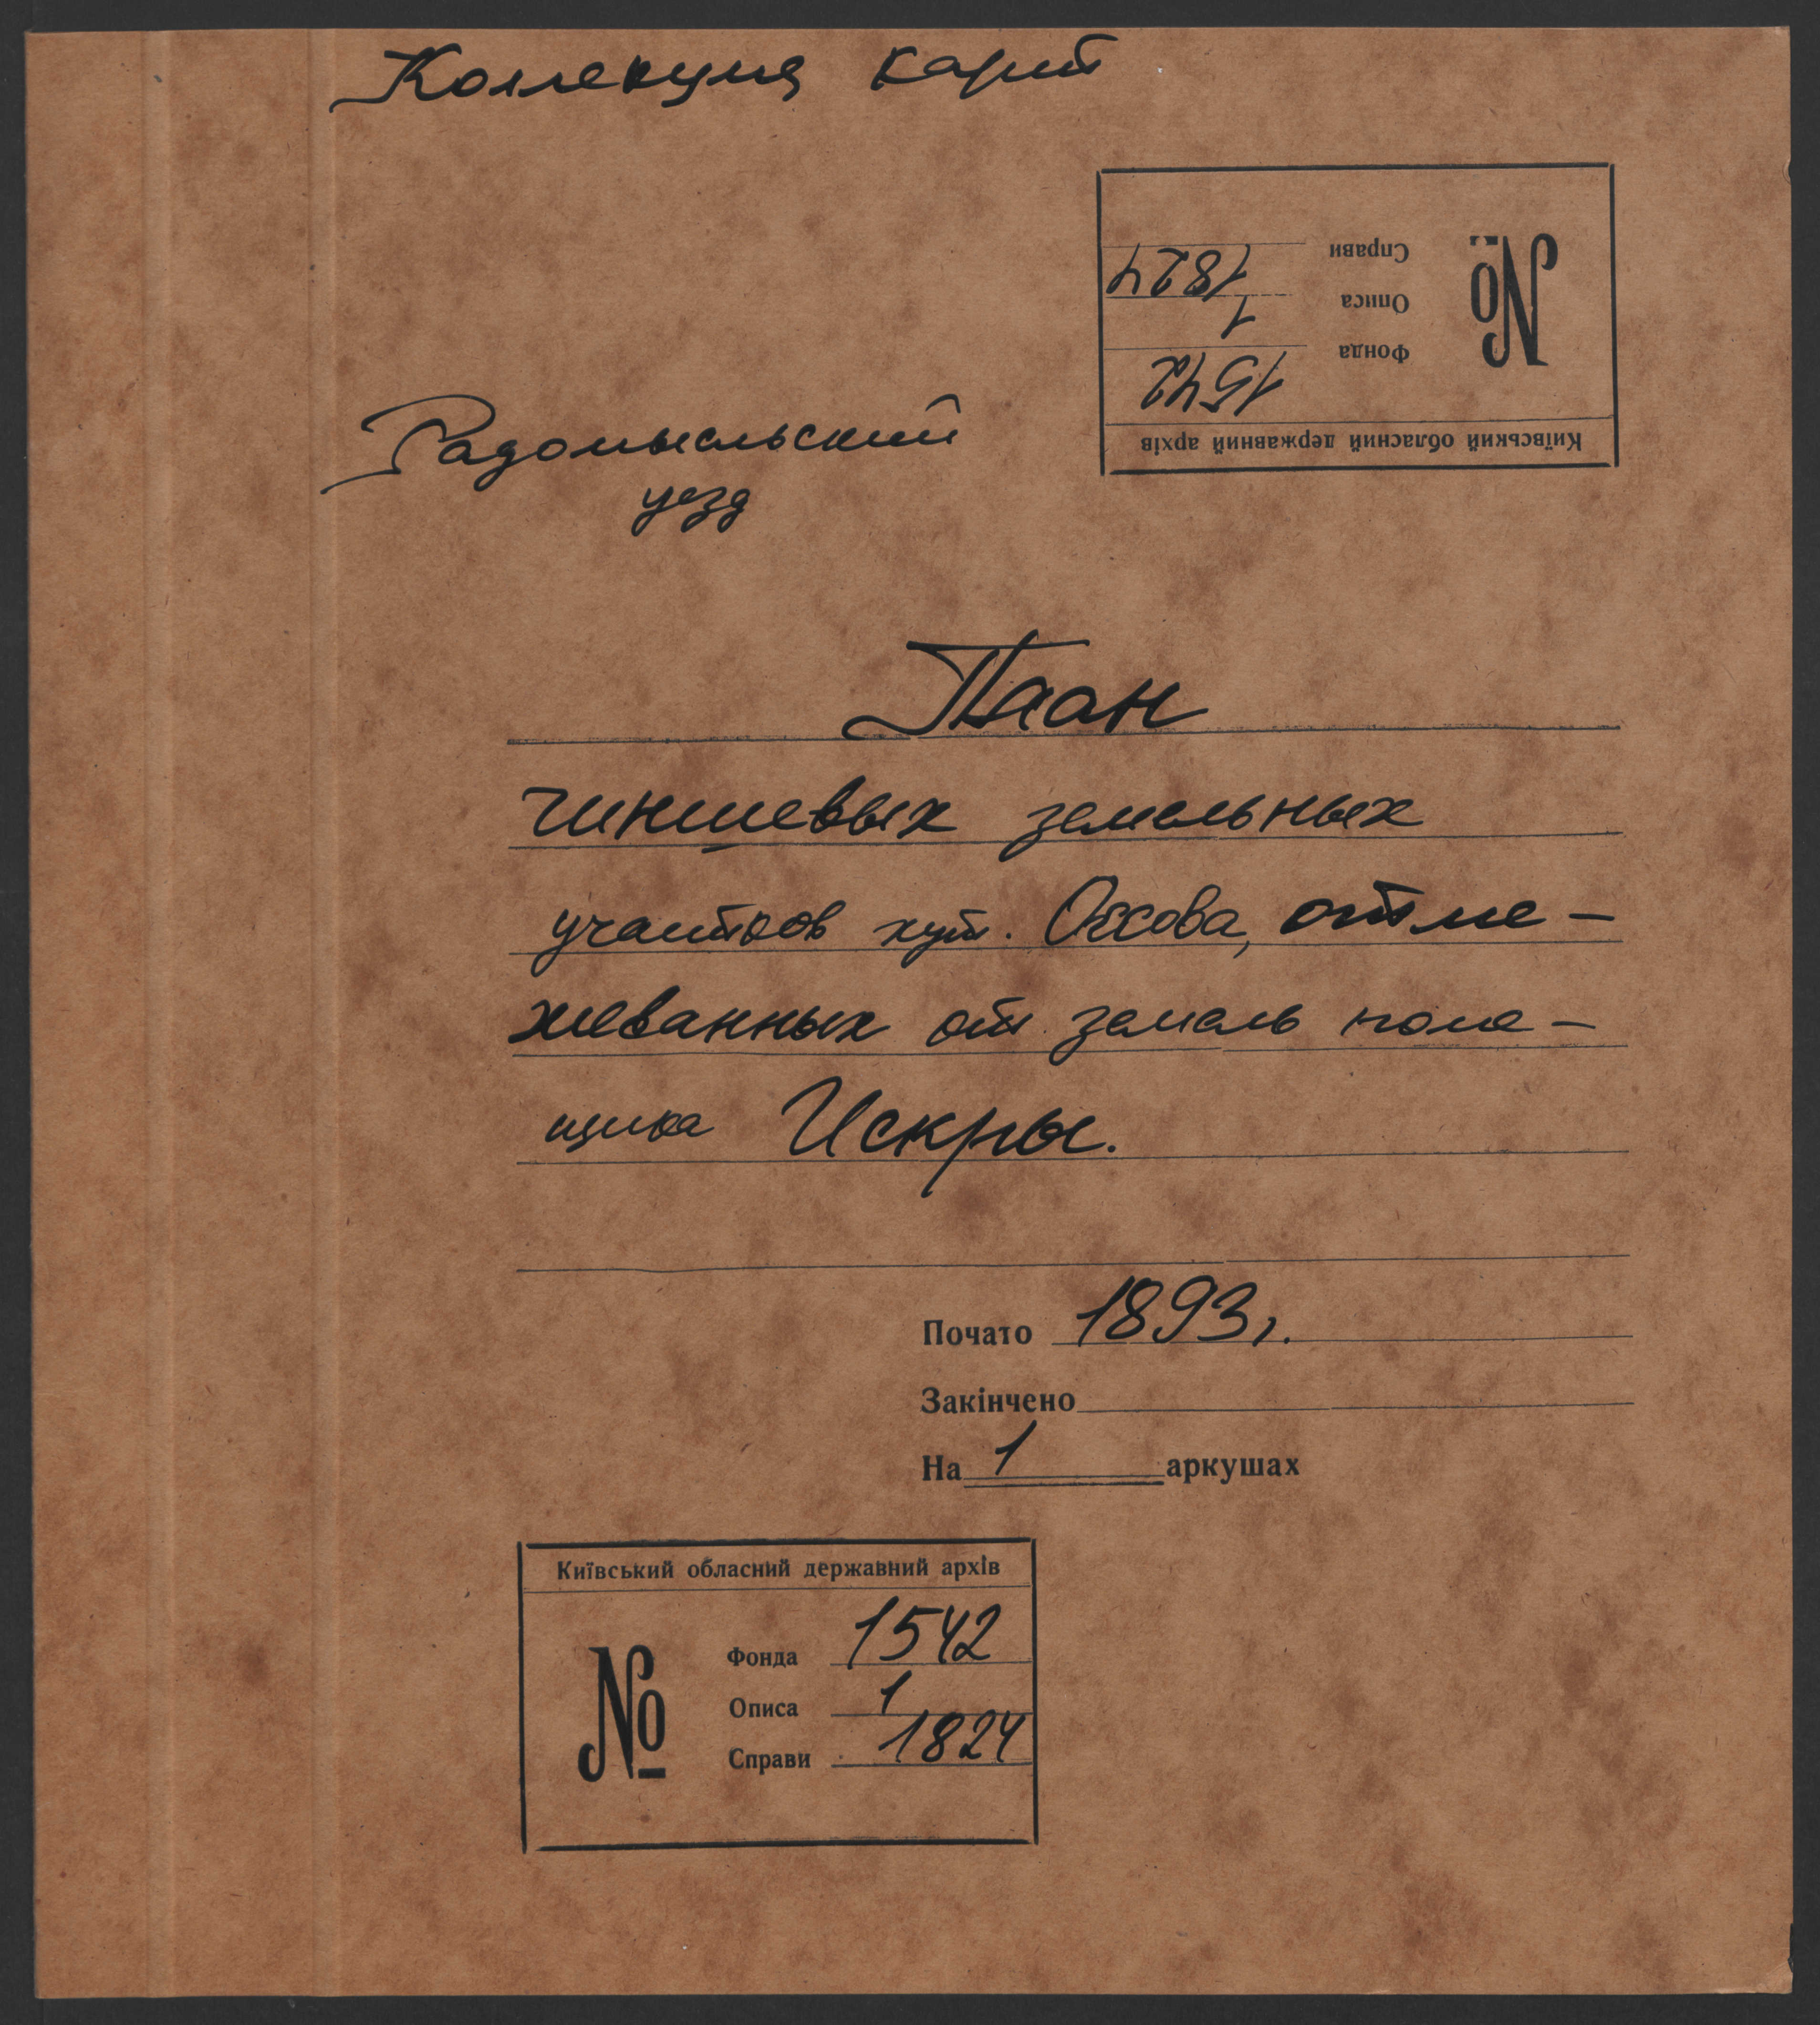 Коллекция карт
Справи 1824
Описа 1
Фонда 1542
Київський обласний державний архів
№
Радомысльский
уезд
План
чиншевых земельных
участков хут. Оссова, отме-
жеванных от земель поме-
щика Искры.
Почато 1893 г.
Закінчено
На 1 аркушах
Київський обласний державний архів
№
Фонда 1542
Описа 1
Справи 1824